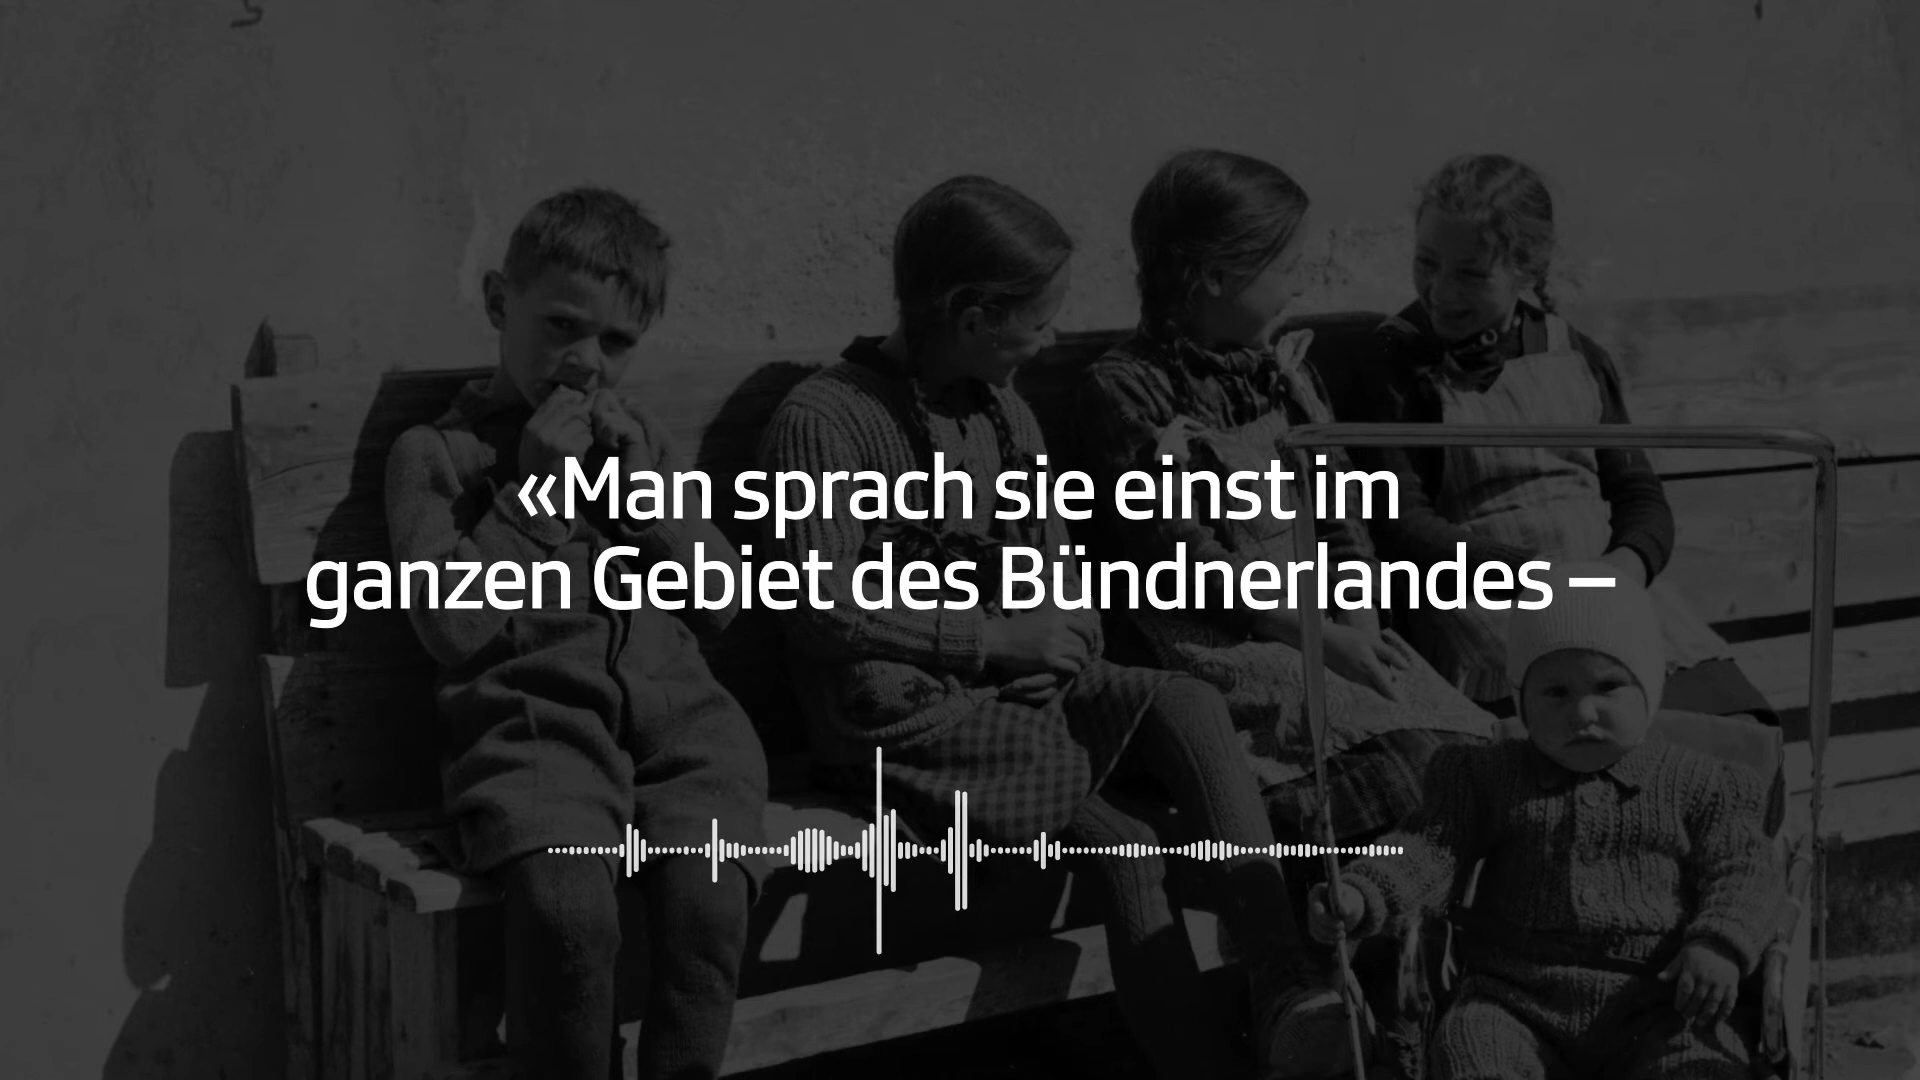 «Man sprach sie einst im
ganzen Gebiet des Bündnerlandes –